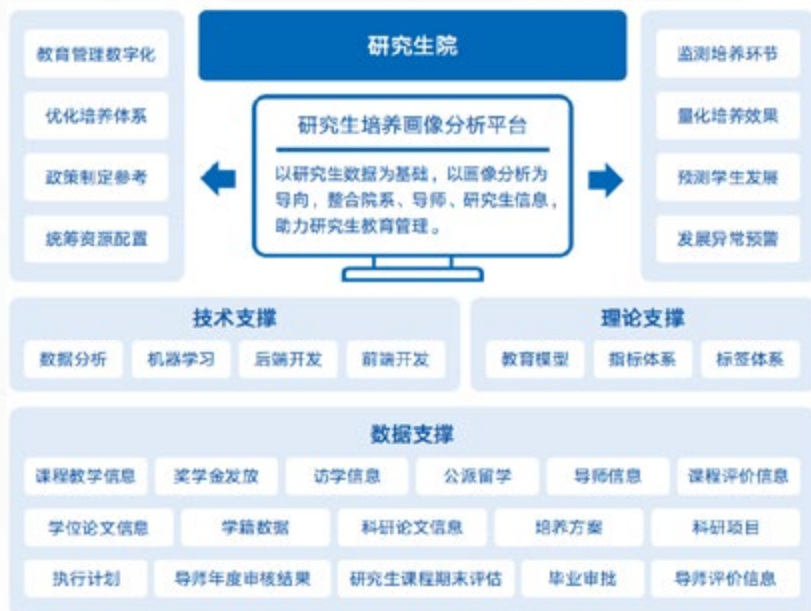 研究生院
教育管理数字化
优化培养体系
政策制定参考
统筹资源配置
研究生培养画像分析平台
以研究生数据为基础，以画像分析为
导向，整合院系、导师、研究生信息，
助力研究生教育管理。
监测培养环节
量化培养效果
预测学生发展
发展异常预警
技术支撑
数据分析 机器学习 后端开发 前端开发
理论支撑
教育模型 指标体系 标签体系
数据支撑
课程教学信息 奖学金发放 访学信息 公派留学 导师信息 课程评价信息
学位论文信息 学籍数据 科研论文信息 培养方案 科研项目
执行计划 导师年度审核结果 研究生课程期末评估 毕业审批 导师评价信息